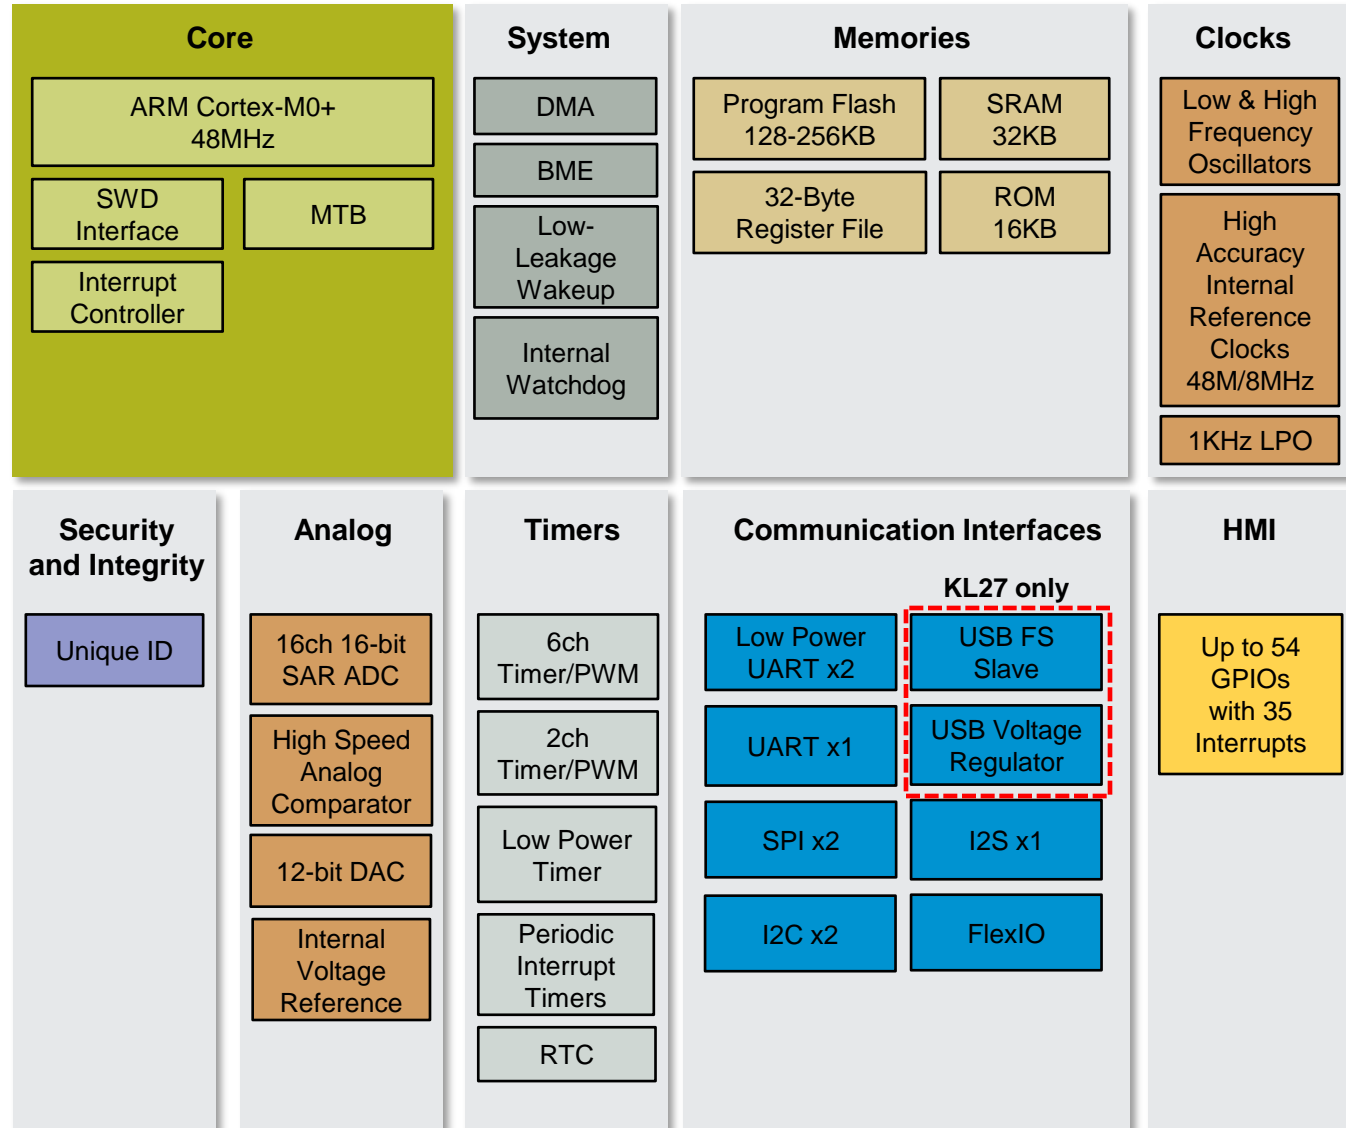 Core
ARM Cortex-M0+
48MHz
SWD
Interface
MTB
Interrupt
Controller
System
DMA
BME
Low-
Leakage
Wakeup
Internal
Watchdog
Memories
Program Flash
128-256KB
SRAM
32KB
32-Byte
Register File
ROM
16KB
Clocks
Low & High
Frequency
Oscillators
High
Accuracy
Internal
Reference
Clocks
48M/8MHz
1KHz LPO
Security
and Integrity
Unique ID
Analog
16ch 16-bit
SAR ADC
High Speed
Analog
Comparator
12-bit DAC
Internal
Voltage
Reference
Timers
6ch
Timer/PWM
2ch
Timer/PWM
Low Power
Timer
Periodic
Interrupt
Timers
RTC
Communication Interfaces
KL27 only
Low Power
UART x2
USB FS
Slave
UART x1
USB Voltage
Regulator
SPI x2
I2S x1
I2C x2
FlexIO
HMI
Up to 54
GPIOs
with 35
Interrupts